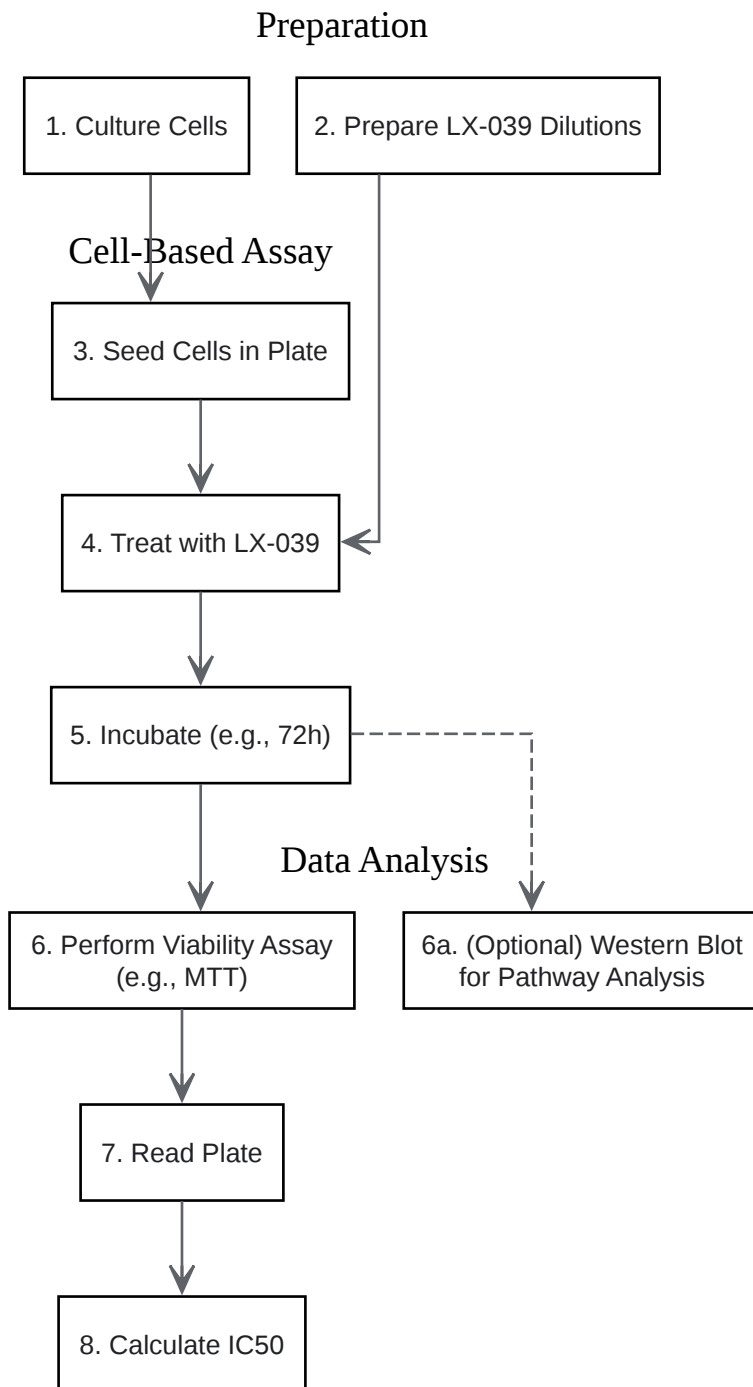 Preparation
1. Culture Cells
2. Prepare LX-039 Dilutions
Cell-Based Assay
3. Seed Cells in Plate
4. Treat with LX-039
5. Incubate (e.g., 72h)
Data Analysis
6. Perform Viability Assay
(e.g., MTT)
6a. (Optional) Western Blot
for Pathway Analysis
7. Read Plate
8. Calculate IC50